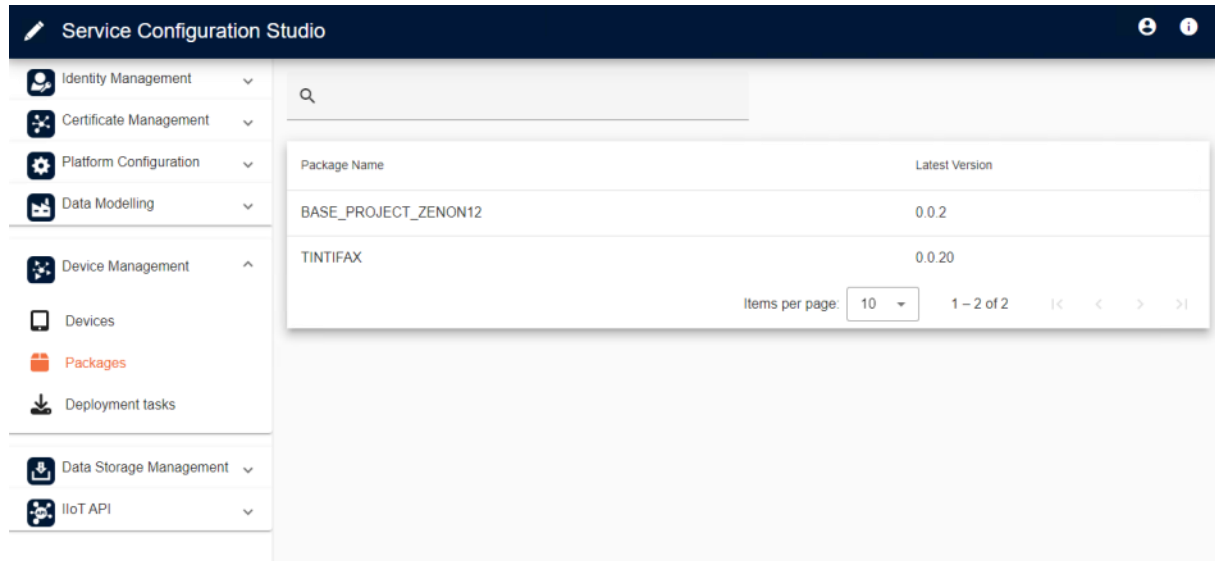 Service Configuration Studio
Identity Management
Certificate Management
Platform Configuration
Data Modelling
Device Management
Devices
Packages
Deployment tasks
Data Storage Management
IIoT API
Package Name Latest Version
BASE_PROJECT_ZENON12 0.0.2
TINTIFAX 0.0.20
Items per page: 10 1 – 2 of 2